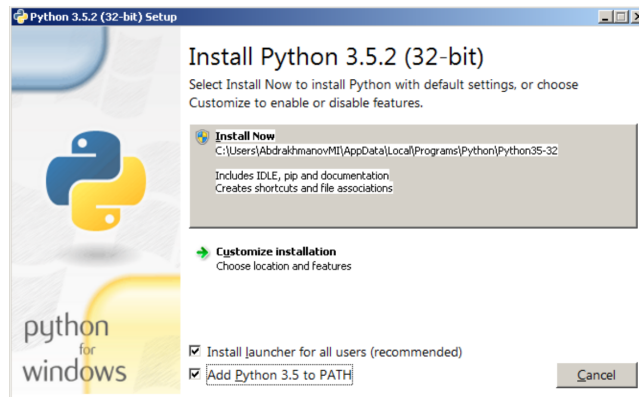 Python 3.5.2 (32-bit) Setup
Install Python 3.5.2 (32-bit)
Select Install Now to install Python with default settings, or choose
Customize to enable or disable features.
Install Now
C:\Users\AbdrakhmanovMI\AppData\Local\Programs\Python\Python35-32
Includes IDLE, pip and documentation
Creates shortcuts and file associations
Customize installation
Choose location and features
python
for
windows
Install launcher for all users (recommended)
Add Python 3.5 to PATH
Cancel